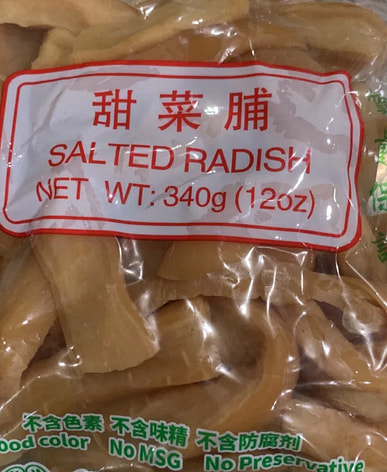 甜菜脯
SALTED RADISH
NET WT: 340g (12oz)
不含色素 不含味精 不含防腐剂
ood color No MSG No Preservative